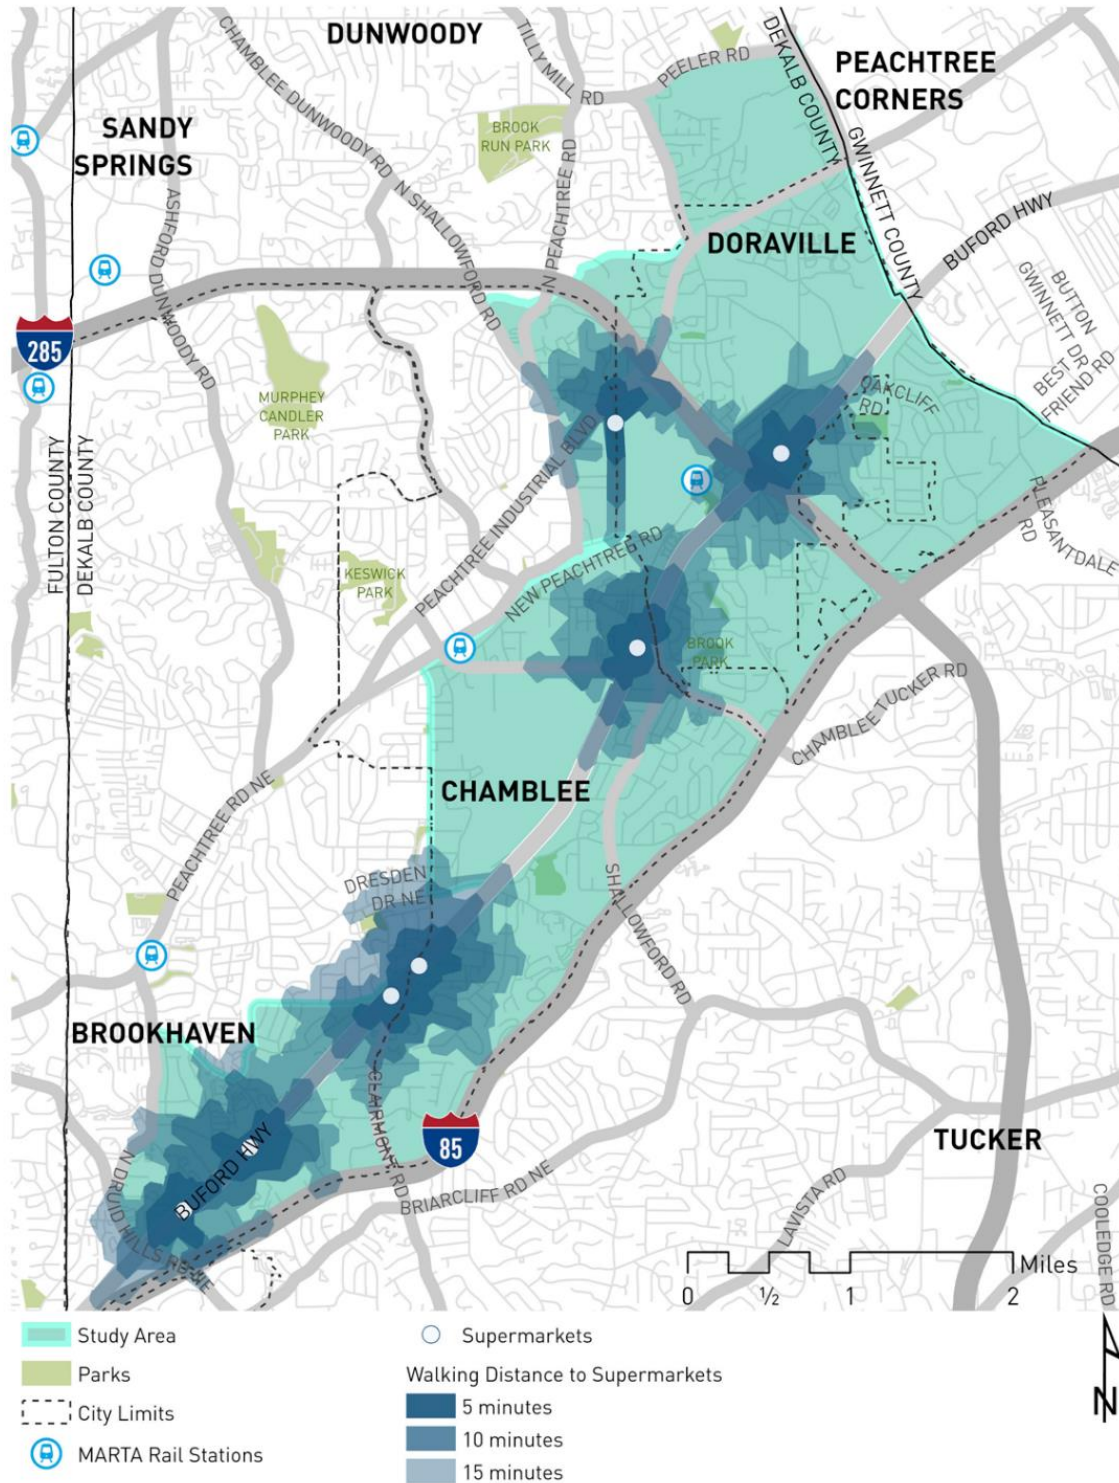 DUNWOODY
CHAMBLEE DUNWOODY RD
TILLY MILL RD
PEELER RD
DEKALB COUNTY
GWINNETT COUNTY
PEACHTREE
CORNERS
SANDY
SPRINGS
BROOK
RUN PARK
ASHFORD DUNWOODY RD
N SHALLOWFORD RD
N PEACHTREE RD
DORAVILLE
BUFORD HWY
BUTTON
GWINNETT DR
BEST
FRIEND RD
285
MURPHEY
CANDLER
PARK
OAKCLIFF
RD
PEACHTREE INDUSTRIAL BLVD
FULTON COUNTY
DEKALB COUNTY
PLEASANTDALE
RD
KESWICK
PARK
NEW PEACHTREE RD
BROOK
PARK
CHAMBLEE TUCKER RD
CHAMBLEE
PEACHTREE RD NE
DRESDEN
DR NE
SHALLOWFORD RD
BROOKHAVEN
CLAIRMONT RD
85
BUFORD HWY
TUCKER
N DRUID HILLS RD NE
BRIARCLIFF RD NE
LAVISTA RD
COOLEDGE RD
Miles
0 ½ 1 2
Study Area
Parks
City Limits
MARTA Rail Stations
Supermarkets
Walking Distance to Supermarkets
5 minutes
10 minutes
15 minutes
N